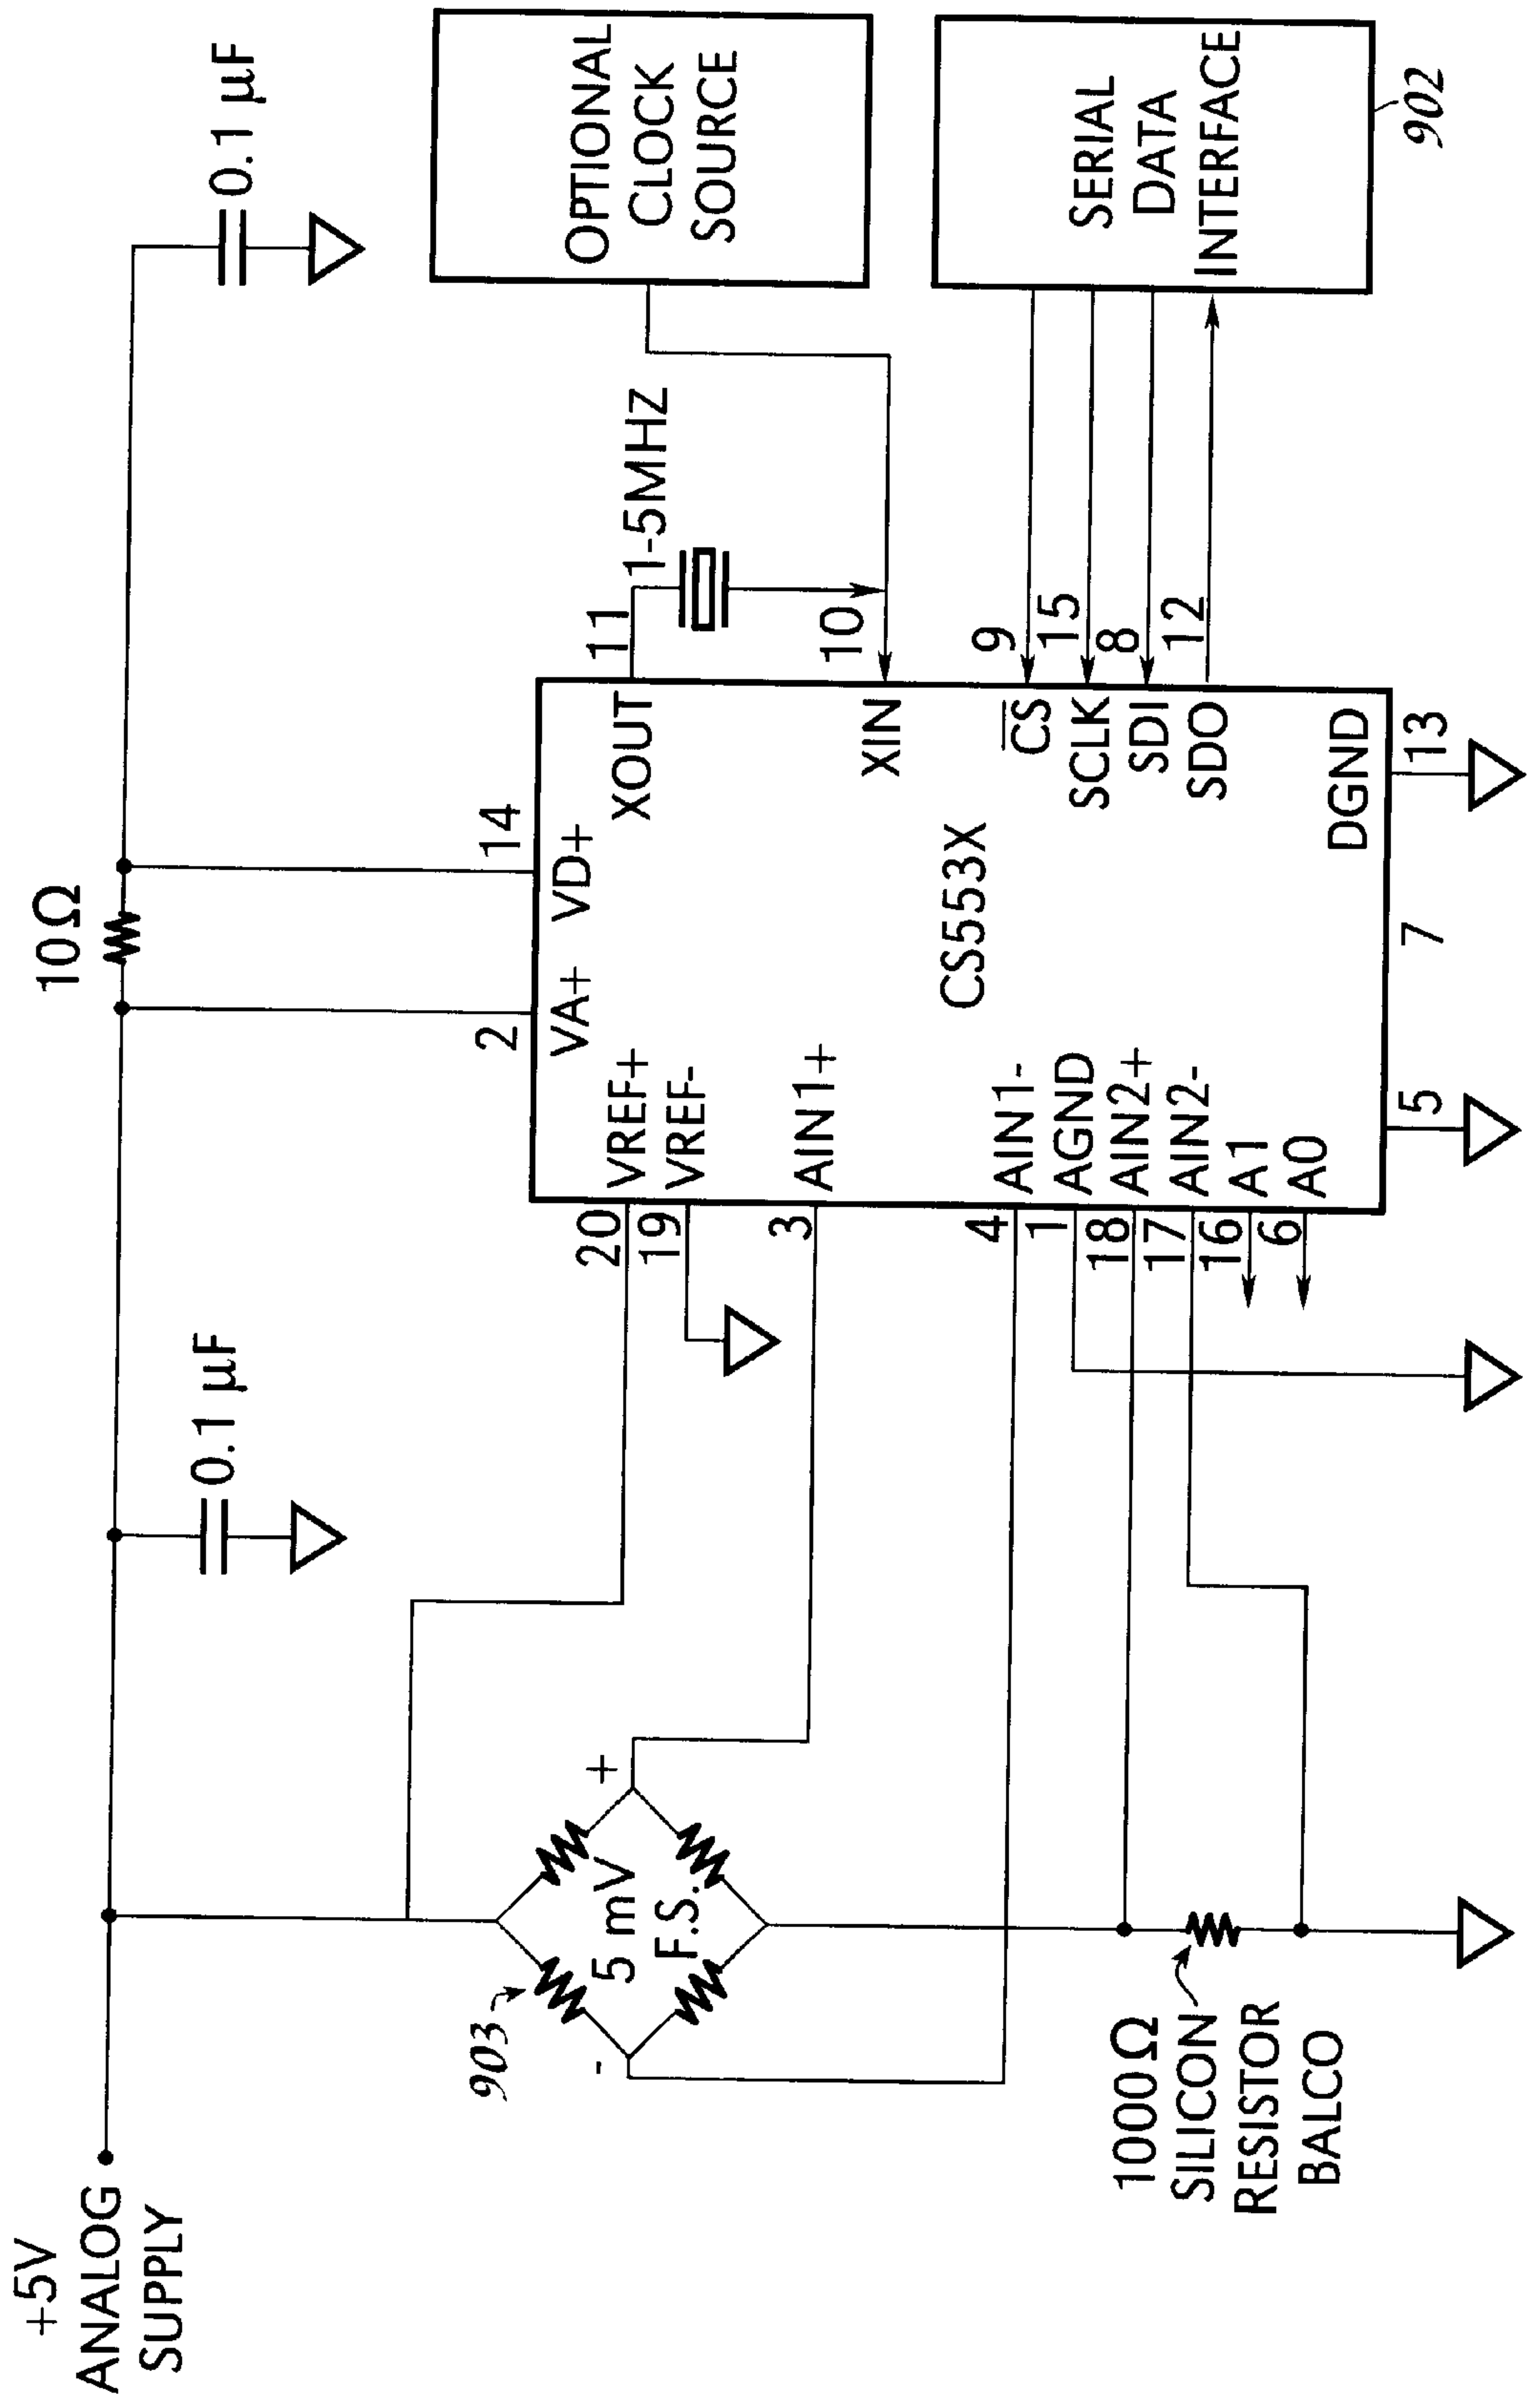 +5V
ANALOG
SUPPLY
10Ω
0.1 µF
0.1 µF
2
14
VA+
VD+
20
VREF+
19
VREF-
3
AIN1+
4
AIN1-
1
AGND
18
AIN2+
17
AIN2-
16
A1
6
A0
CS553X
XOUT
11
1-5MHZ
XIN
10
CS
9
SCLK
15
SDI
8
SDO
12
DGND
13
5
7
OPTIONAL
CLOCK
SOURCE
SERIAL
DATA
INTERFACE
902
903
+
-
5 mV
F.S.
1000Ω
SILICON
RESISTOR
BALCO